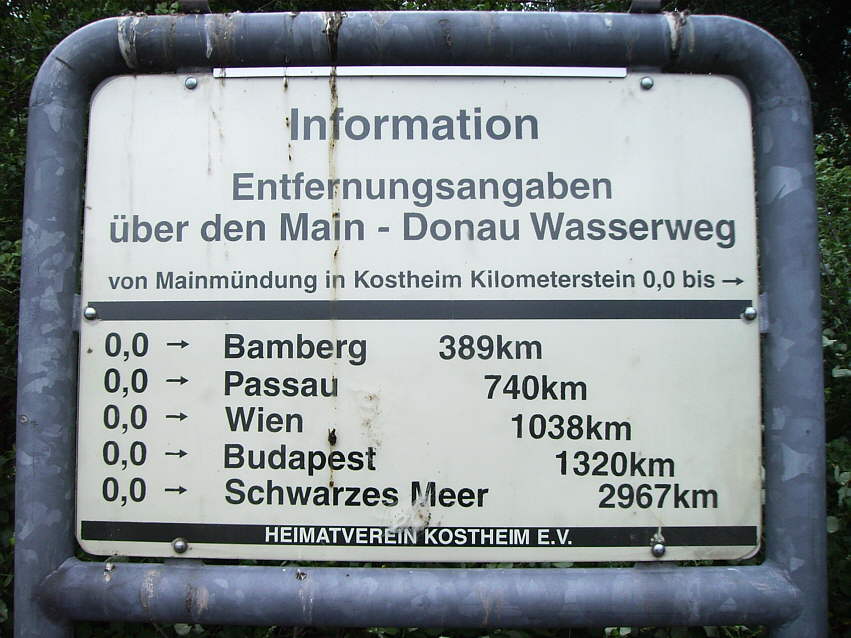 Information
Entfernungsangaben
über den Main - Donau Wasserweg
von Mainmündung in Kostheim Kilometerstein 0,0 bis →
0,0 → Bamberg 389km
0,0 → Passau 740km
0,0 → Wien 1038km
0,0 → Budapest 1320km
0,0 → Schwarzes Meer 2967km
HEIMATVEREIN KOSTHEIM E.V.